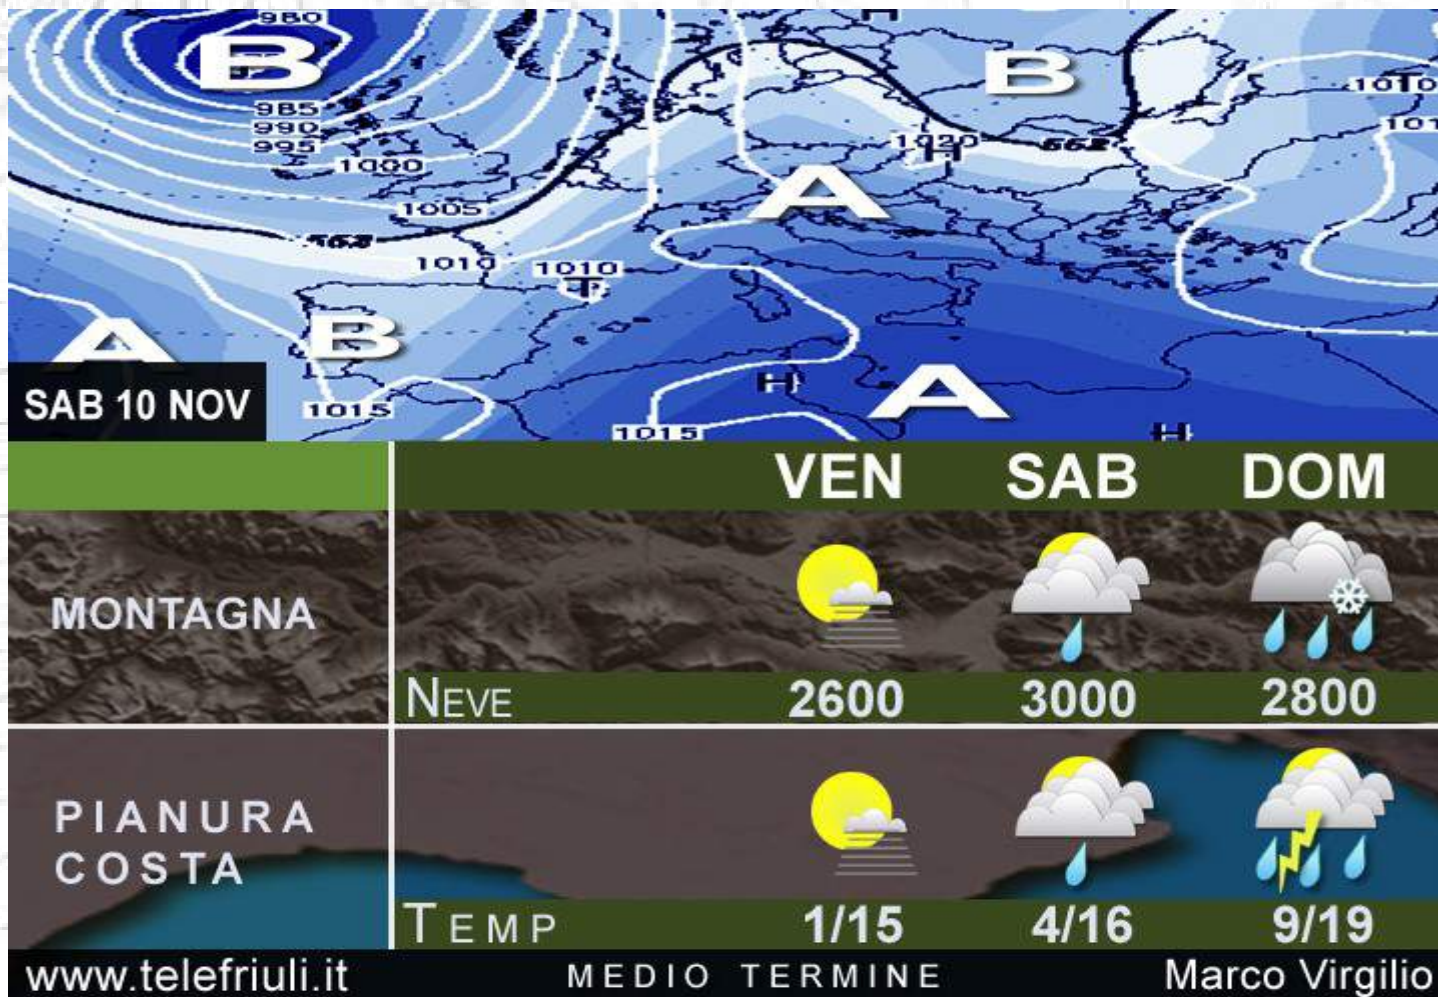 980
B
B
985
990
995
1000
1010
101
1020
H
A
1005
1010
1010
T
A
B
H
A
SAB 10 NOV
1015
1015
H
VEN SAB DOM
MONTAGNA
NEVE 2600 3000 2800
PIANURA
COSTA
TEMP 1/15 4/16 9/19
www.telefriuli.it MEDIO TERMINE Marco Virgilio